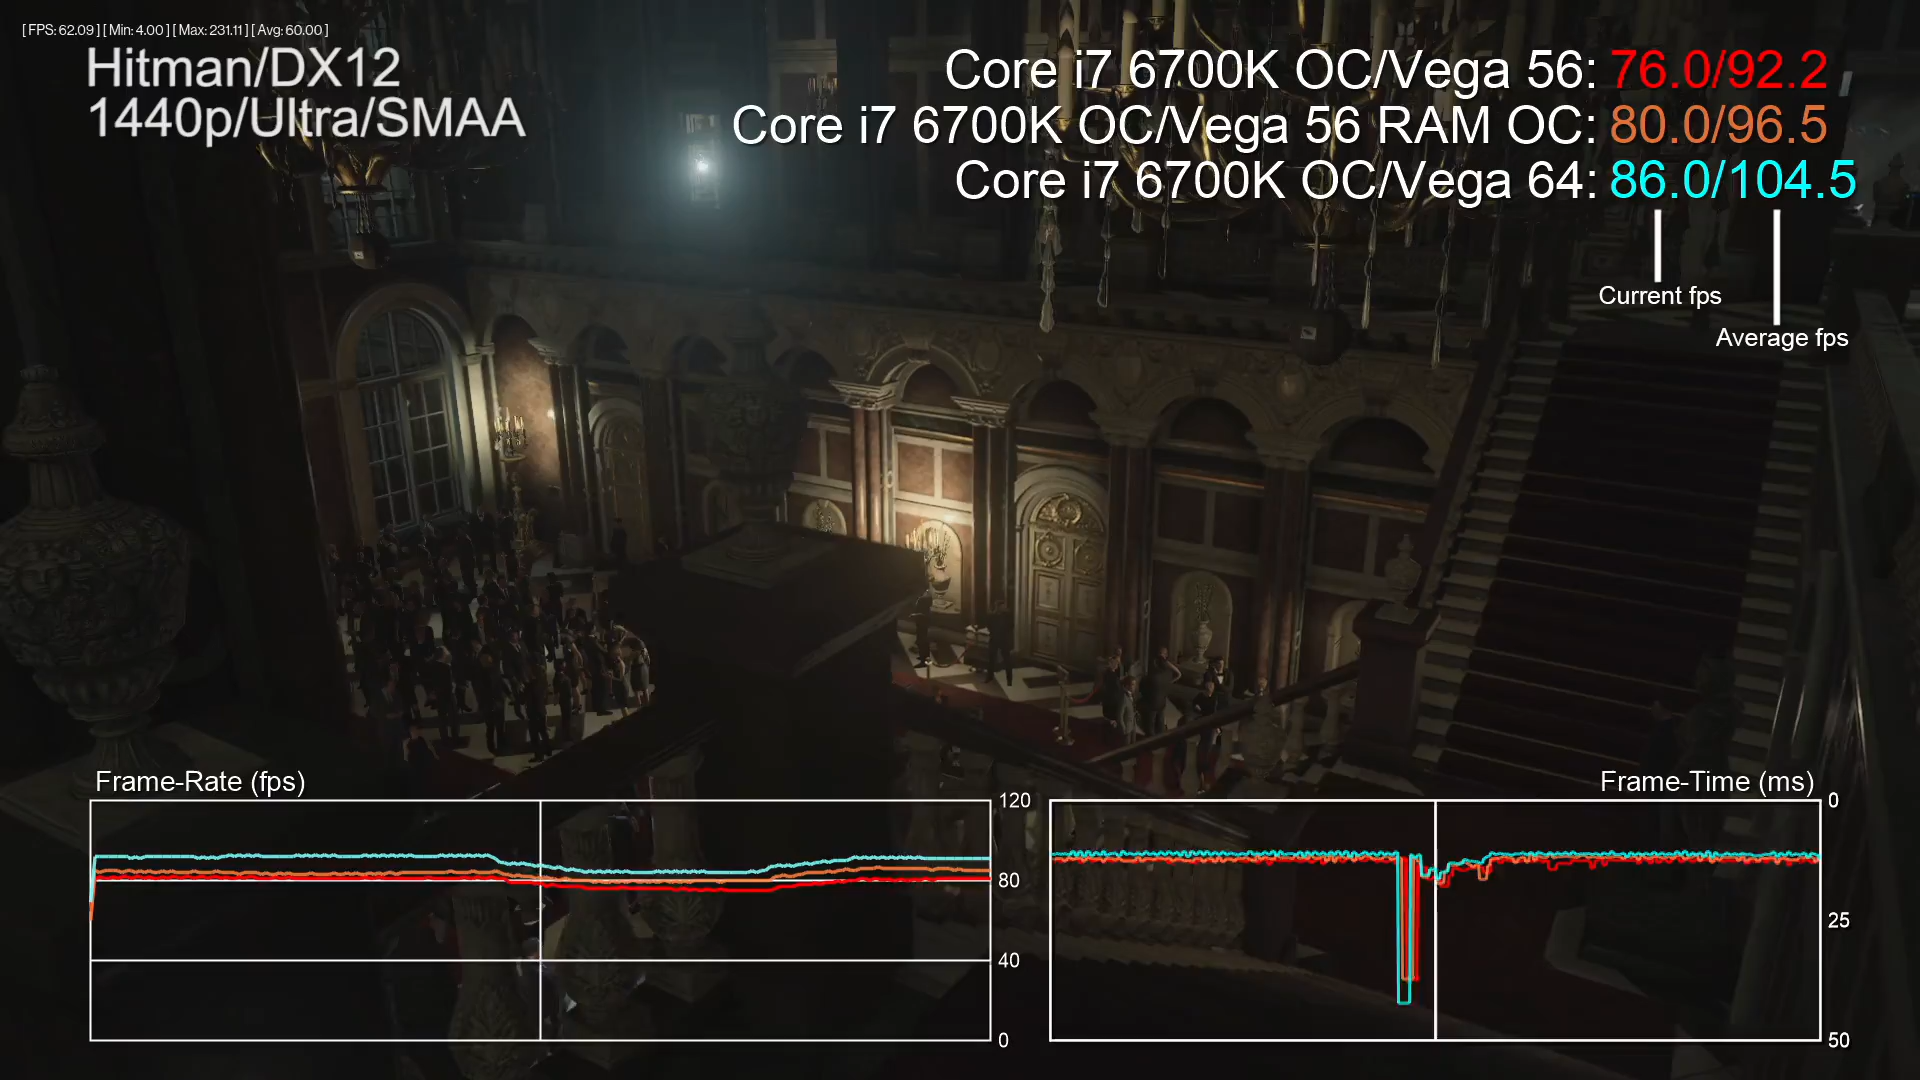 [ FPS: 62.09 ] [ Min: 4.00 ] [ Max: 231.11 ] [ Avg: 60.00 ]
Hitman/DX12
1440p/Ultra/SMAA
Core i7 6700K OC/Vega 56: 76.0/92.2
Core i7 6700K OC/Vega 56 RAM OC: 80.0/96.5
Core i7 6700K OC/Vega 64: 86.0/104.5
Current fps
Average fps
Frame-Rate (fps)
120
80
40
0
Frame-Time (ms)
0
25
50